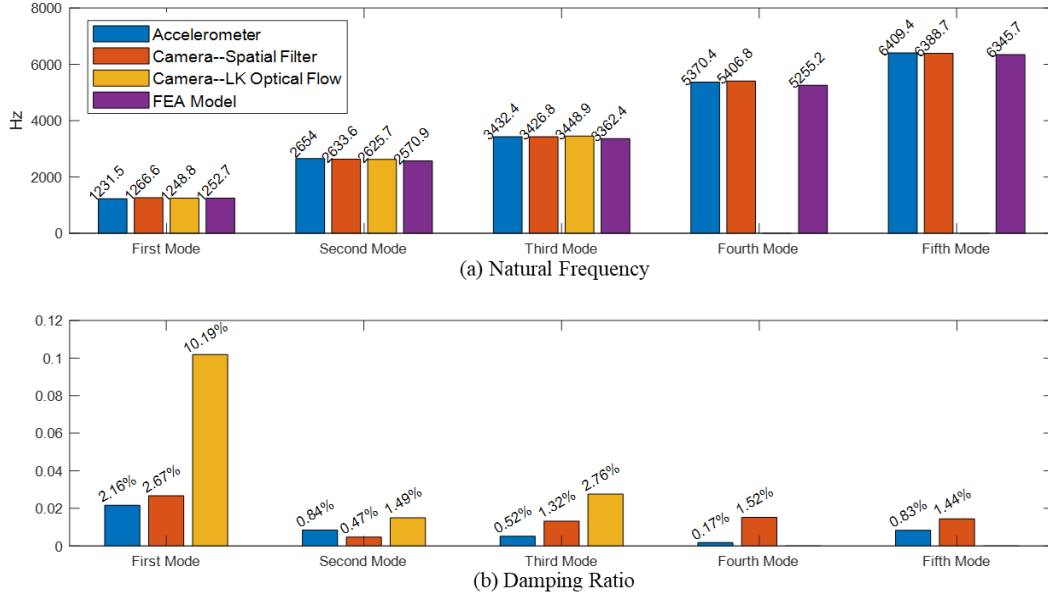 8000
6000
4000
2000
0
Hz
Accelerometer
Camera--Spatial Filter
Camera--LK Optical Flow
FEA Model
1231.5 1266.6 1248.8 1252.7
2654 2633.6 2625.7 2570.9
3432.4 3426.8 3448.9 3362.4
5370.4 5406.8 5255.2
6409.4 6388.7 6345.7
First Mode Second Mode Third Mode Fourth Mode Fifth Mode
(a) Natural Frequency
0.12
0.1
0.08
0.06
0.04
0.02
0
2.16% 2.67% 10.19%
0.84% 0.47% 1.49%
0.52% 1.32% 2.76%
0.17% 1.52%
0.83% 1.44%
First Mode Second Mode Third Mode Fourth Mode Fifth Mode
(b) Damping Ratio